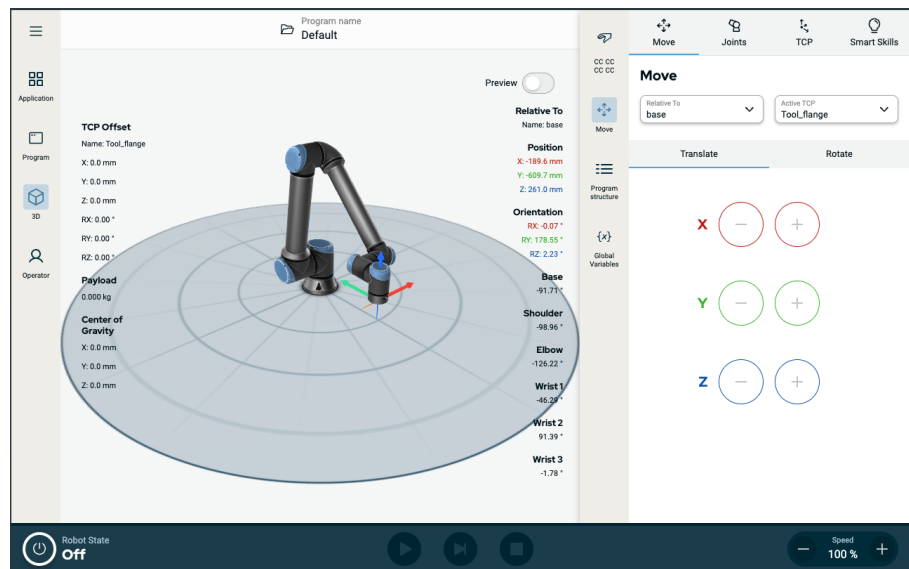 Program name
Default
Application
Program
3D
Operator
Preview
TCP Offset
Name: Tool_flange
X: 0.0 mm
Y: 0.0 mm
Z: 0.0 mm
RX: 0.00 °
RY: 0.00 °
RZ: 0.00 °
Payload
0.000 kg
Center of
Gravity
X: 0.0 mm
Y: 0.0 mm
Z: 0.0 mm
Relative To
Name: base
Position
X: -189.6 mm
Y: -609.7 mm
Z: 261.0 mm
Orientation
RX: -0.07 °
RY: 178.55 °
RZ: 2.23 °
Base
-91.71 °
Shoulder
-98.96 °
Elbow
-126.22 °
Wrist 1
-46.29 °
Wrist 2
91.39 °
Wrist 3
-1.78 °
CC CC
CC CC
Move
Program
structure
{x}
Global
Variables
Move
Joints
TCP
Smart Skills
Move
Relative To
base
Active TCP
Tool_flange
Translate
Rotate
X − +
Y − +
Z − +
Robot State
Off
Speed
− 100 % +